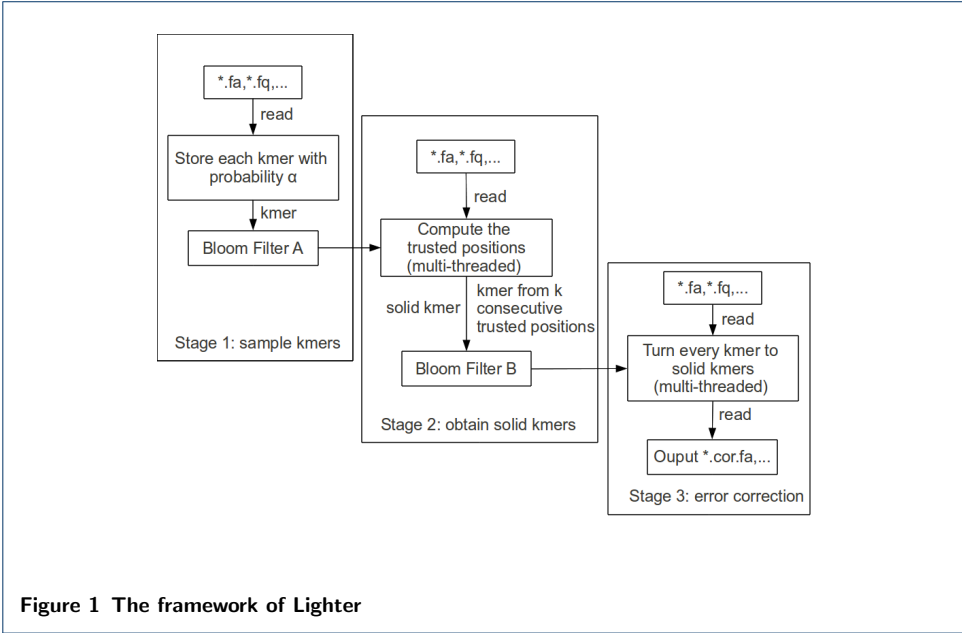 *.fa,*.fq,...
read
Store each kmer with
probability α
kmer
Bloom Filter A
Stage 1: sample kmers
*.fa,*.fq,...
read
Compute the
trusted positions
(multi-threaded)
solid kmer
kmer from k
consecutive
trusted positions
Bloom Filter B
Stage 2: obtain solid kmers
*.fa,*.fq,...
read
Turn every kmer to
solid kmers
(multi-threaded)
read
Ouput *.cor.fa,...
Stage 3: error correction
Figure 1 The framework of Lighter